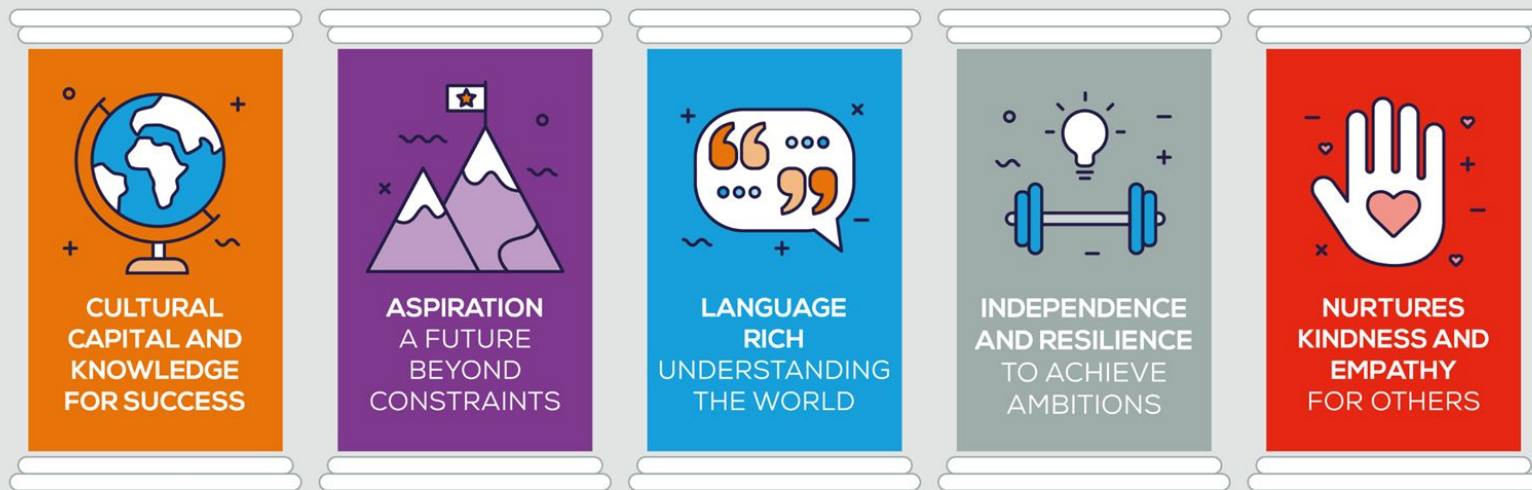 CULTURAL
CAPITAL AND
KNOWLEDGE
FOR SUCCESS
ASPIRATION
A FUTURE
BEYOND
CONSTRAINTS
LANGUAGE
RICH
UNDERSTANDING
THE WORLD
INDEPENDENCE
AND RESILIENCE
TO ACHIEVE
AMBITIONS
NURTURES
KINDNESS AND
EMPATHY
FOR OTHERS